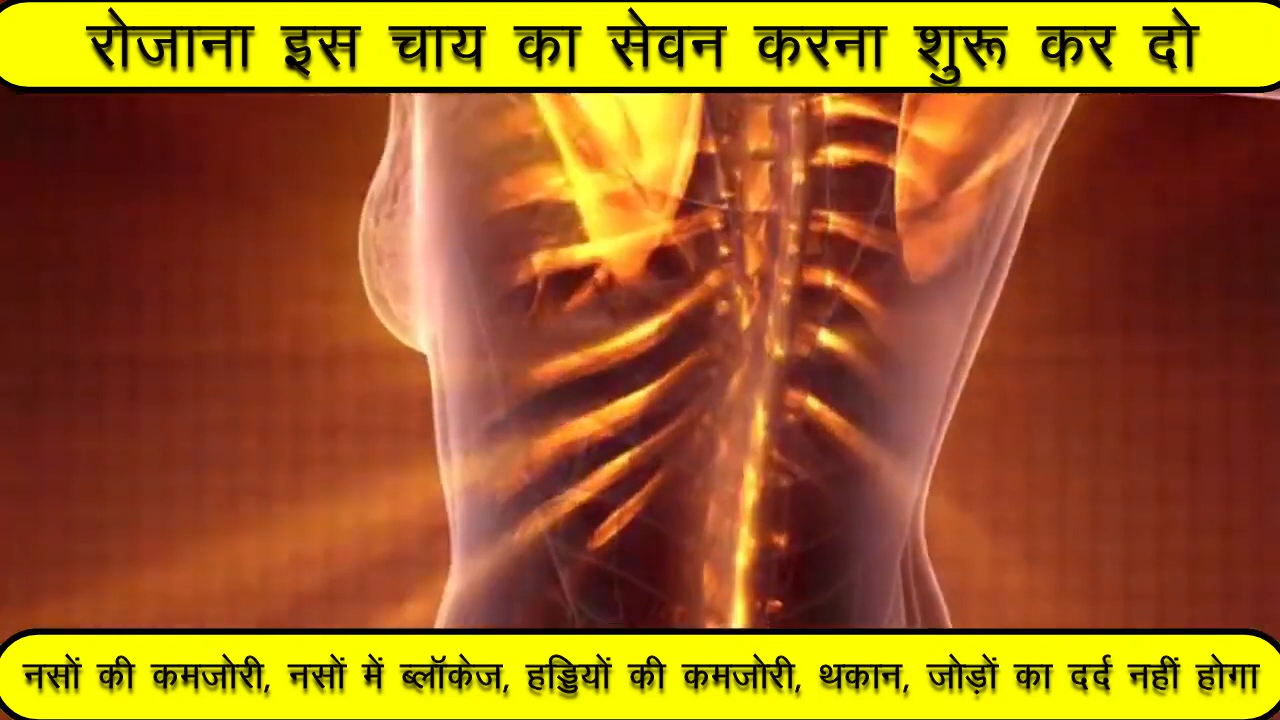 रोजाना इस चाय का सेवन करना शुरू कर दो
नसों की कमजोरी, नसों में ब्लॉकेज, हड्डियों की कमजोरी, थकान, जोड़ों का दर्द नहीं होगा